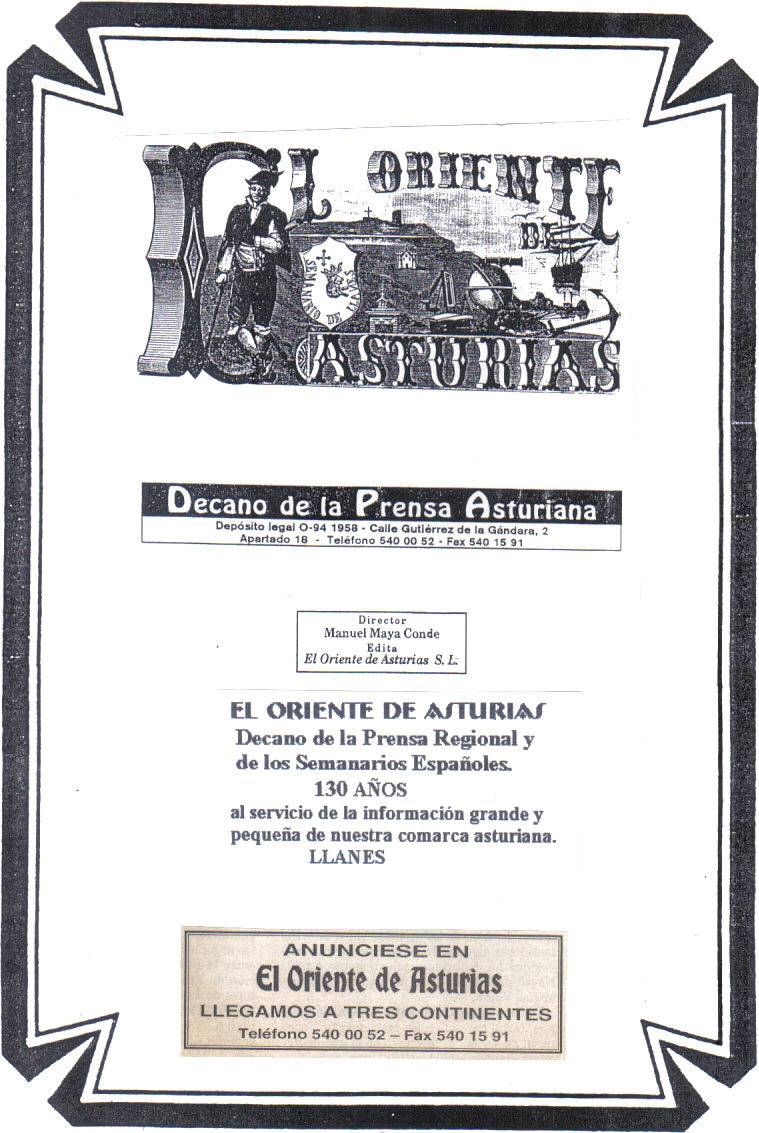 EL ORIENTE
DE
ASTURIAS
SEMANARIO DE LLANES
Decano de la Prensa Asturiana
Depósito legal O-94 1958 - Calle Gutiérrez de la Gándara, 2
Apartado 18 - Teléfono 540 00 52 - Fax 540 15 91
Director
Manuel Maya Conde
Edita
El Oriente de Asturias S. L.
EL ORIENTE DE ASTURIAS
Decano de la Prensa Regional y
de los Semanarios Españoles.
130 AÑOS
al servicio de la información grande y
pequeña de nuestra comarca asturiana.
LLANES
ANUNCIESE EN
El Oriente de Asturias
LLEGAMOS A TRES CONTINENTES
Teléfono 540 00 52 – Fax 540 15 91